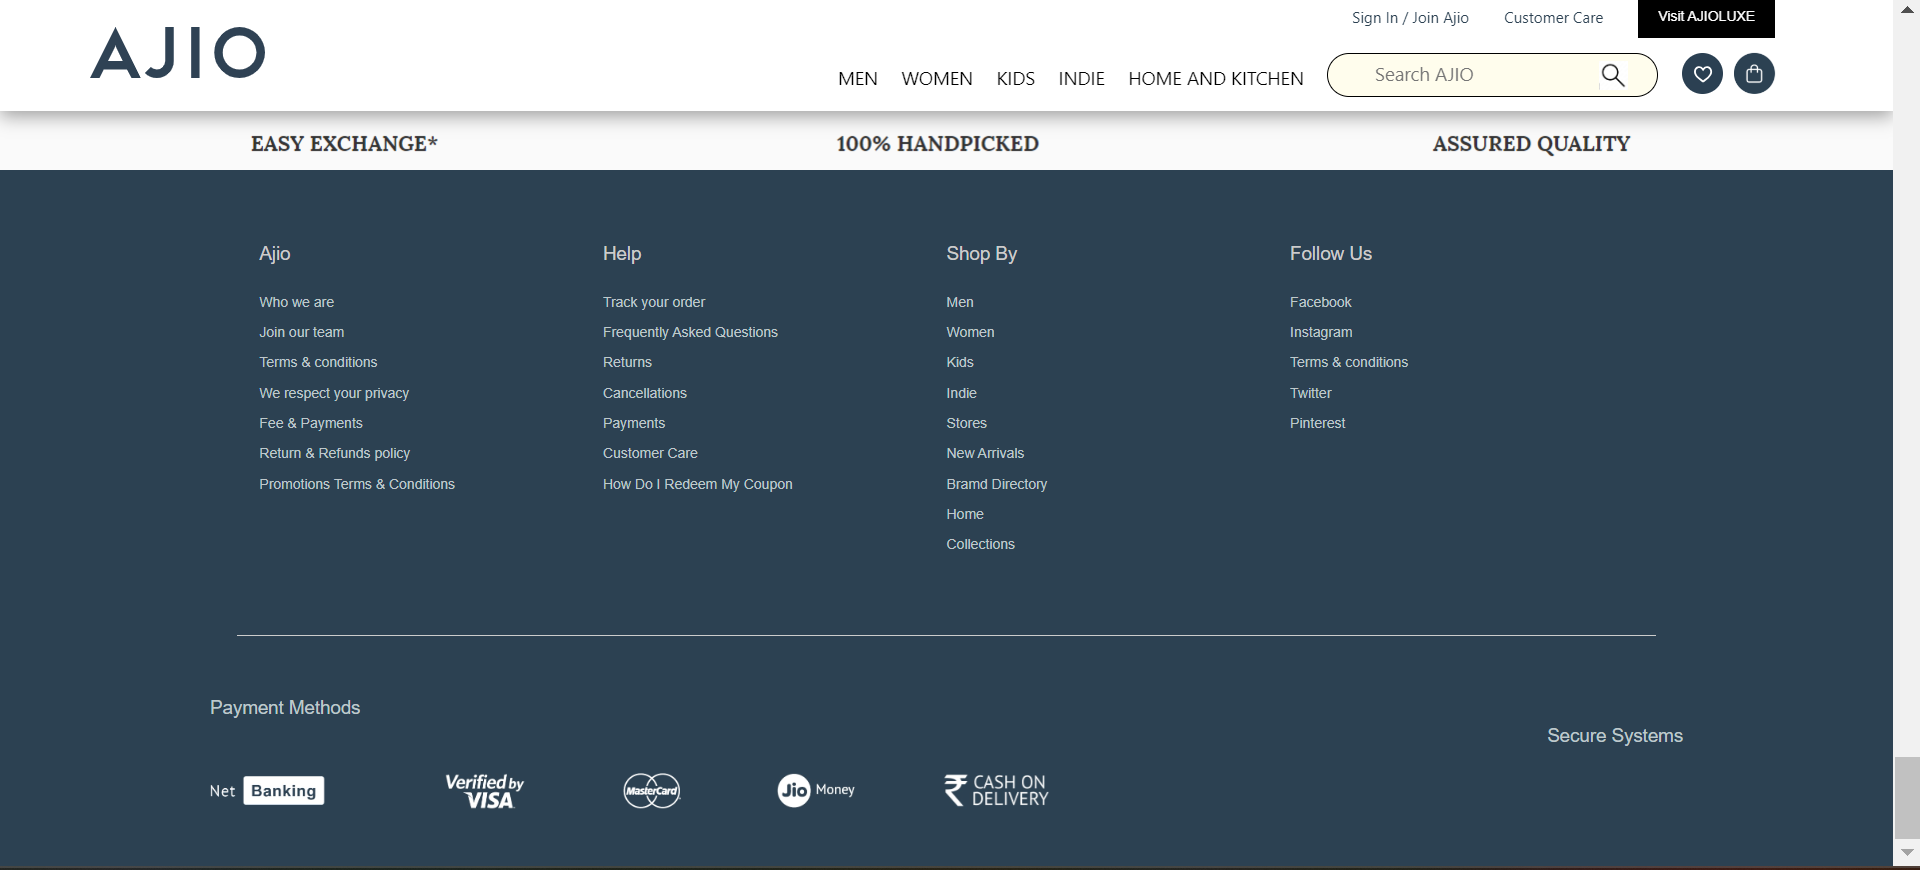 Sign In / Join Ajio Customer Care Visit AJIOLUXE
AJIO
MEN WOMEN KIDS INDIE HOME AND KITCHEN Search AJIO
EASY EXCHANGE* 100% HANDPICKED ASSURED QUALITY
Ajio
Who we are
Join our team
Terms & conditions
We respect your privacy
Fee & Payments
Return & Refunds policy
Promotions Terms & Conditions
Help
Track your order
Frequently Asked Questions
Returns
Cancellations
Payments
Customer Care
How Do I Redeem My Coupon
Shop By
Men
Women
Kids
Indie
Stores
New Arrivals
Bramd Directory
Home
Collections
Follow Us
Facebook
Instagram
Terms & conditions
Twitter
Pinterest
Payment Methods
Secure Systems
Net Banking
Verified by
VISA
MasterCard
Jio Money
₹ CASH ON
DELIVERY